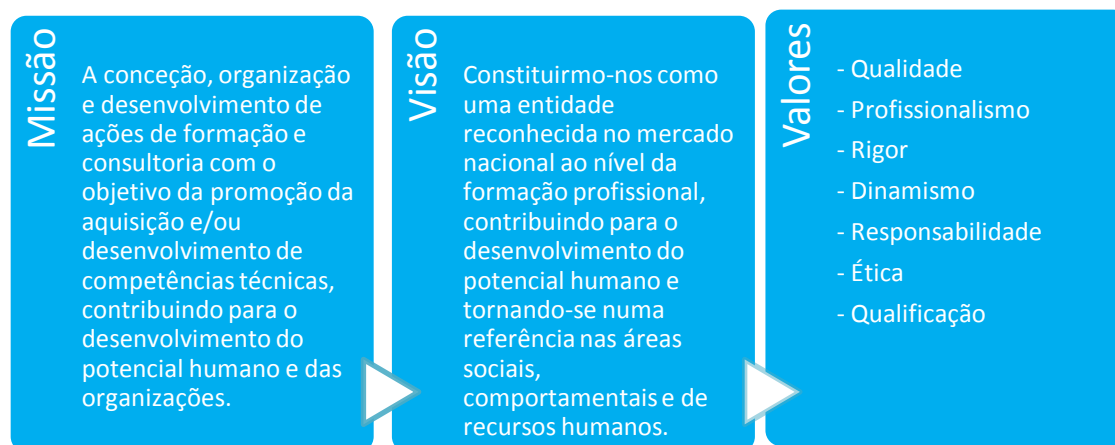 Missão
A conceção, organização
e desenvolvimento de
ações de formação e
consultoria com o
objetivo da promoção da
aquisição e/ou
desenvolvimento de
competências técnicas,
contribuindo para o
desenvolvimento do
potencial humano e das
organizações.
Visão
Constituirmo-nos como
uma entidade
reconhecida no mercado
nacional ao nível da
formação profissional,
contribuindo para o
desenvolvimento do
potencial humano e
tornando-se numa
referência nas áreas
sociais,
comportamentais e de
recursos humanos.
Valores
- Qualidade
- Profissionalismo
- Rigor
- Dinamismo
- Responsabilidade
- Ética
- Qualificação